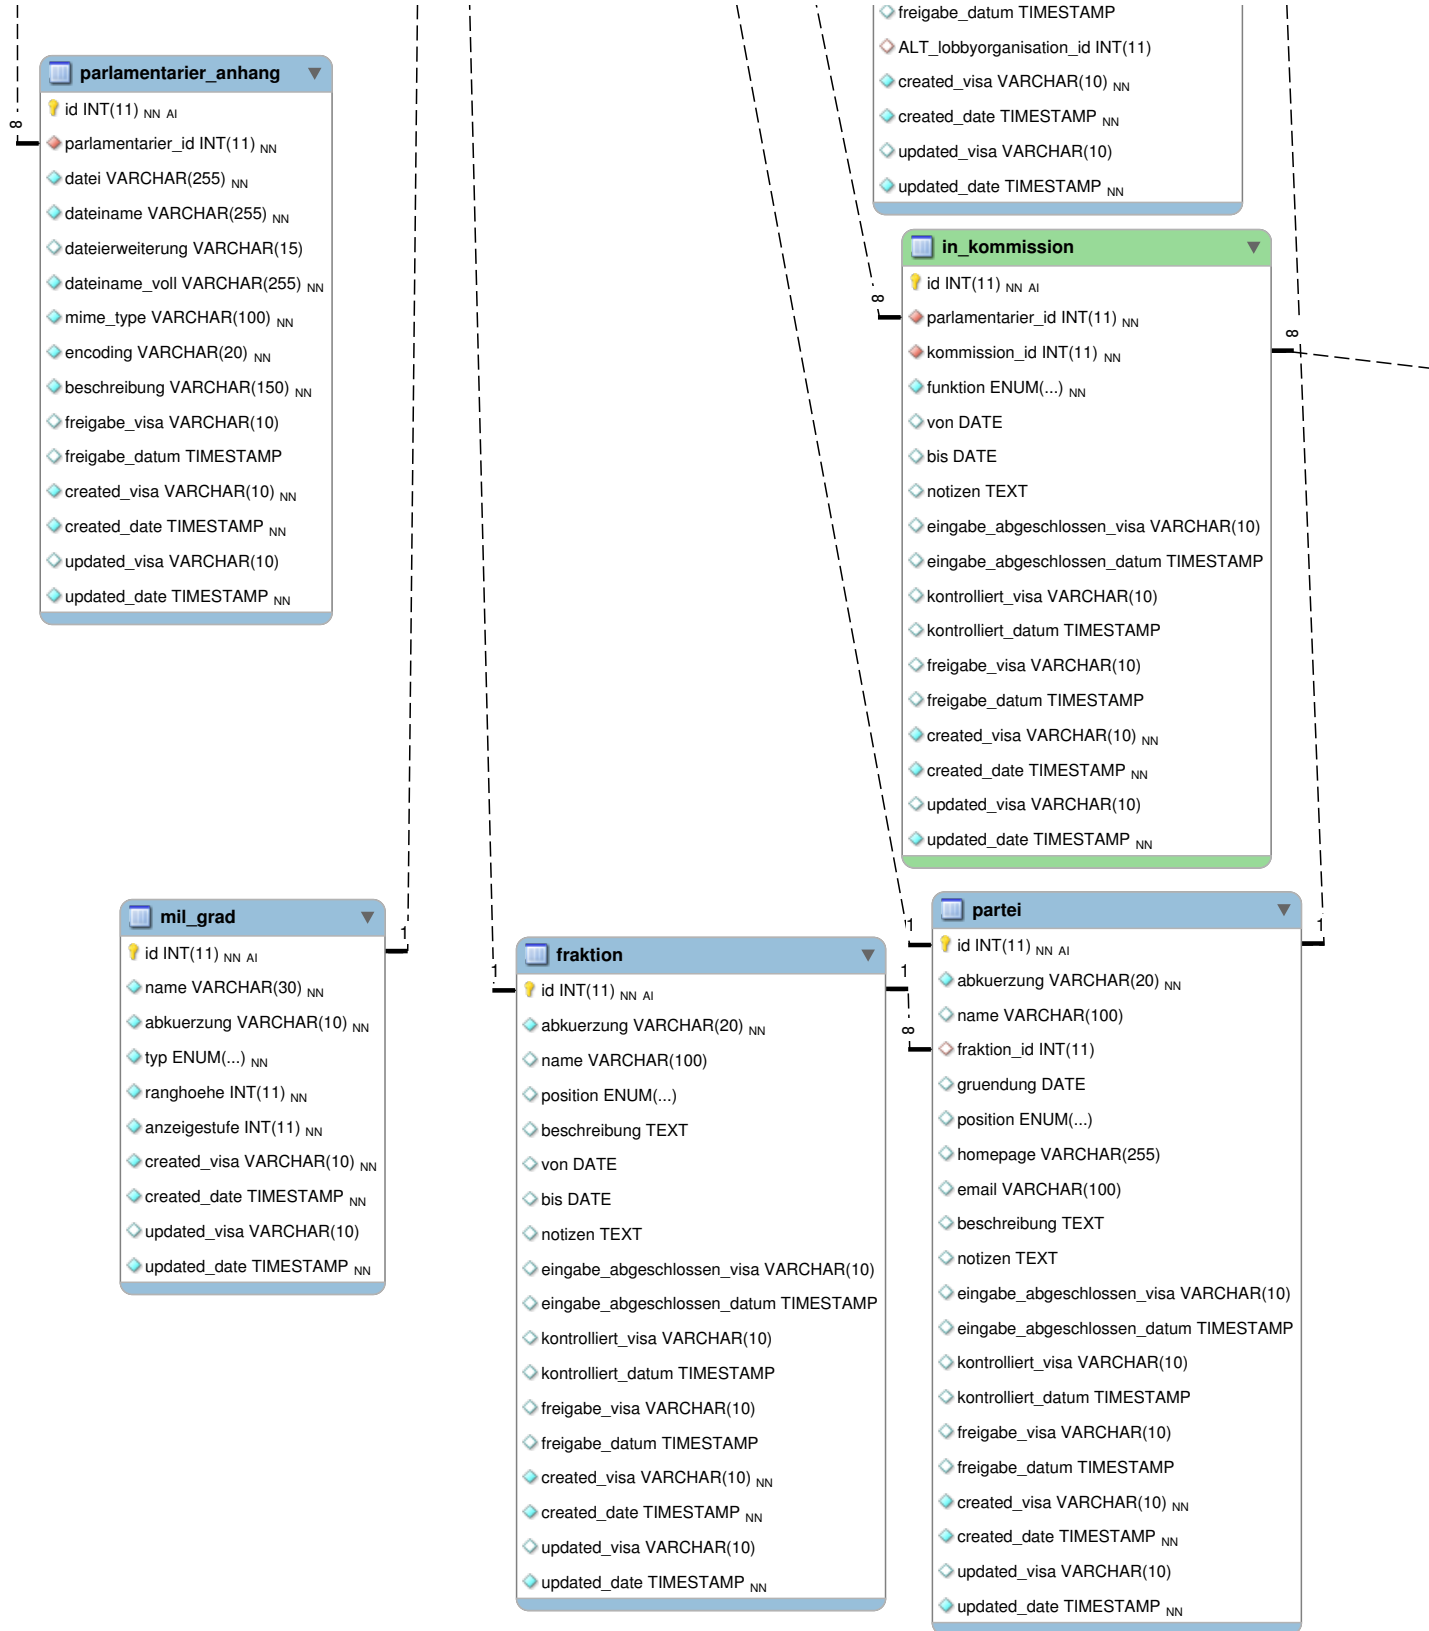 freigabe_datum TIMESTAMP
ALT_lobbyorganisation_id INT(11)
created_visa VARCHAR(10) NN
created_date TIMESTAMP NN
updated_visa VARCHAR(10)
updated_date TIMESTAMP NN
parlamentarier_anhang
id INT(11) NN AI
parlamentarier_id INT(11) NN
datei VARCHAR(255) NN
dateiname VARCHAR(255) NN
dateierweiterung VARCHAR(15)
dateiname_voll VARCHAR(255) NN
mime_type VARCHAR(100) NN
encoding VARCHAR(20) NN
beschreibung VARCHAR(150) NN
freigabe_visa VARCHAR(10)
freigabe_datum TIMESTAMP
created_visa VARCHAR(10) NN
created_date TIMESTAMP NN
updated_visa VARCHAR(10)
updated_date TIMESTAMP NN
8
in_kommission
id INT(11) NN AI
parlamentarier_id INT(11) NN
kommission_id INT(11) NN
funktion ENUM(...) NN
von DATE
bis DATE
notizen TEXT
eingabe_abgeschlossen_visa VARCHAR(10)
eingabe_abgeschlossen_datum TIMESTAMP
kontrolliert_visa VARCHAR(10)
kontrolliert_datum TIMESTAMP
freigabe_visa VARCHAR(10)
freigabe_datum TIMESTAMP
created_visa VARCHAR(10) NN
created_date TIMESTAMP NN
updated_visa VARCHAR(10)
updated_date TIMESTAMP NN
8
8
mil_grad
id INT(11) NN AI
name VARCHAR(30) NN
abkuerzung VARCHAR(10) NN
typ ENUM(...) NN
ranghoehe INT(11) NN
anzeigestufe INT(11) NN
created_visa VARCHAR(10) NN
created_date TIMESTAMP NN
updated_visa VARCHAR(10)
updated_date TIMESTAMP NN
1
fraktion
id INT(11) NN AI
abkuerzung VARCHAR(20) NN
name VARCHAR(100)
position ENUM(...)
beschreibung TEXT
von DATE
bis DATE
notizen TEXT
eingabe_abgeschlossen_visa VARCHAR(10)
eingabe_abgeschlossen_datum TIMESTAMP
kontrolliert_visa VARCHAR(10)
kontrolliert_datum TIMESTAMP
freigabe_visa VARCHAR(10)
freigabe_datum TIMESTAMP
created_visa VARCHAR(10) NN
created_date TIMESTAMP NN
updated_visa VARCHAR(10)
updated_date TIMESTAMP NN
1
1
8
partei
id INT(11) NN AI
abkuerzung VARCHAR(20) NN
name VARCHAR(100)
fraktion_id INT(11)
gruendung DATE
position ENUM(...)
homepage VARCHAR(255)
email VARCHAR(100)
beschreibung TEXT
notizen TEXT
eingabe_abgeschlossen_visa VARCHAR(10)
eingabe_abgeschlossen_datum TIMESTAMP
kontrolliert_visa VARCHAR(10)
kontrolliert_datum TIMESTAMP
freigabe_visa VARCHAR(10)
freigabe_datum TIMESTAMP
created_visa VARCHAR(10) NN
created_date TIMESTAMP NN
updated_visa VARCHAR(10)
updated_date TIMESTAMP NN
1
1